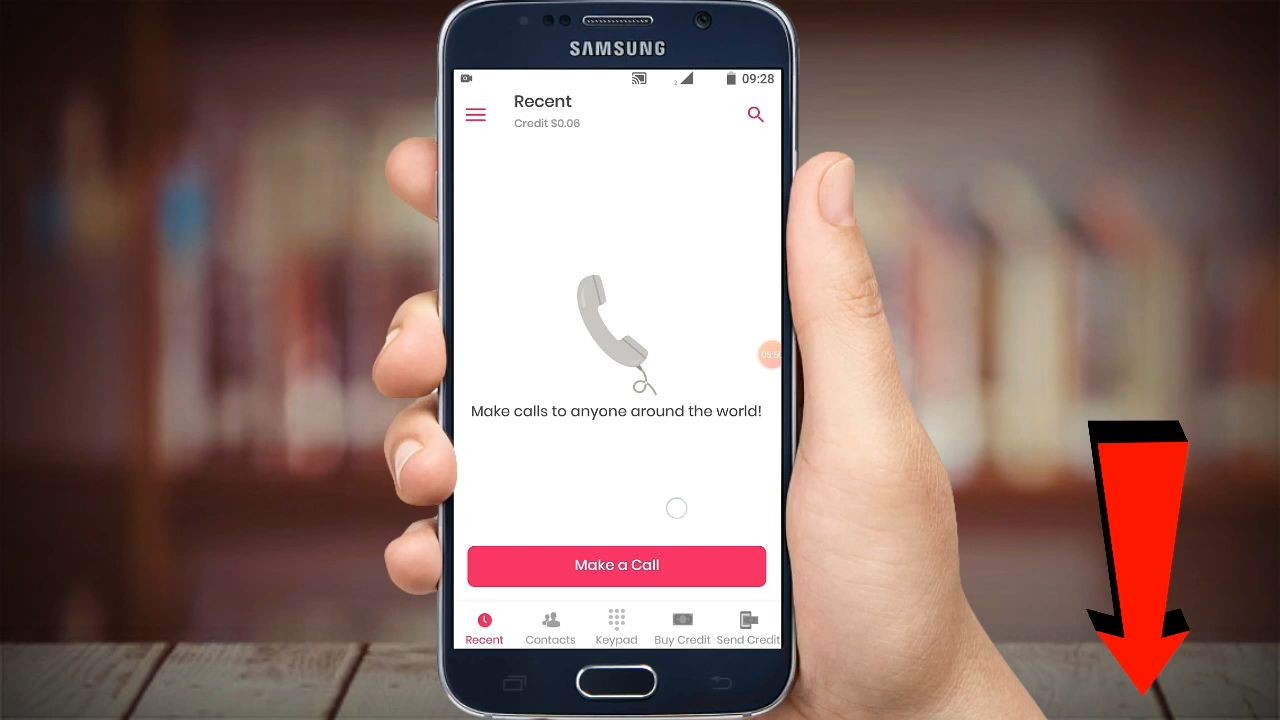 SAMSUNG
09:28
Recent
Credit $0.06
Make calls to anyone around the world!
Make a Call
Recent
Contacts
Keypad
Buy Credit
Send Credit